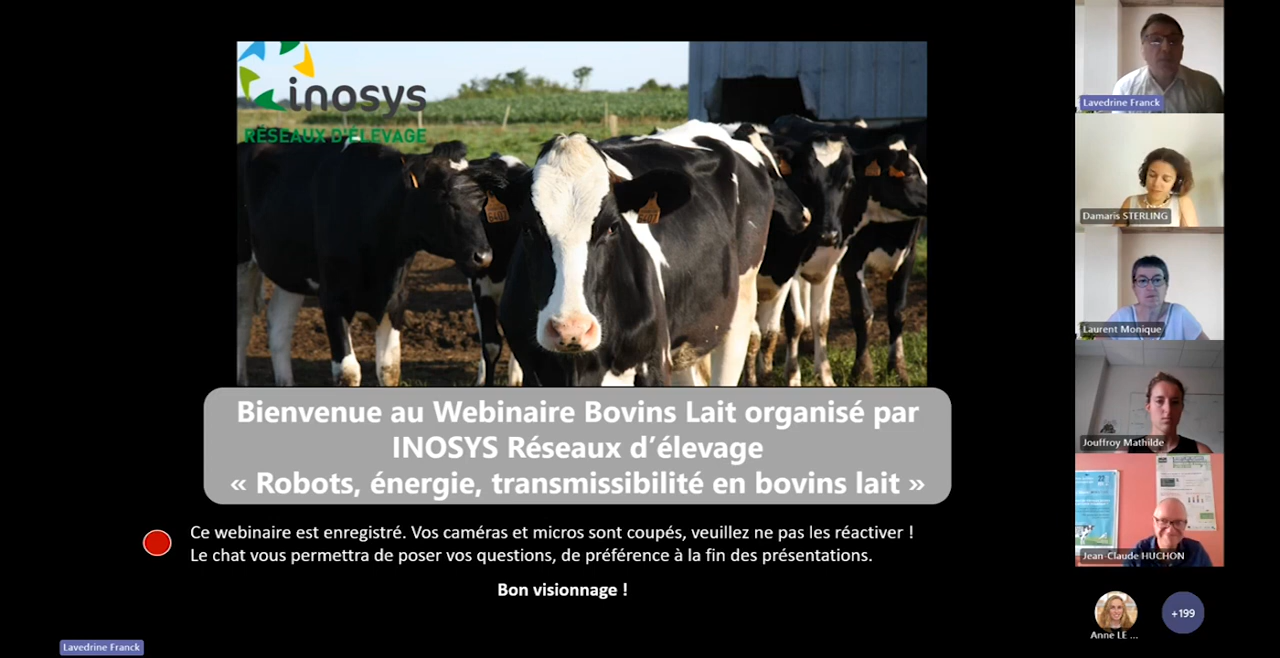 inosys
RÉSEAUX D'ÉLEVAGE
Bienvenue au Webinaire Bovins Lait organisé par
INOSYS Réseaux d’élevage
« Robots, énergie, transmissibilité en bovins lait »
Ce webinaire est enregistré. Vos caméras et micros sont coupés, veuillez ne pas les réactiver !
Le chat vous permettra de poser vos questions, de préférence à la fin des présentations.
Bon visionnage !
Lavedrine Franck
Lavedrine Franck
Damaris STERLING
Laurent Monique
Jouffroy Mathilde
Jean-Claude HUCHON
Anne LE ...
+199